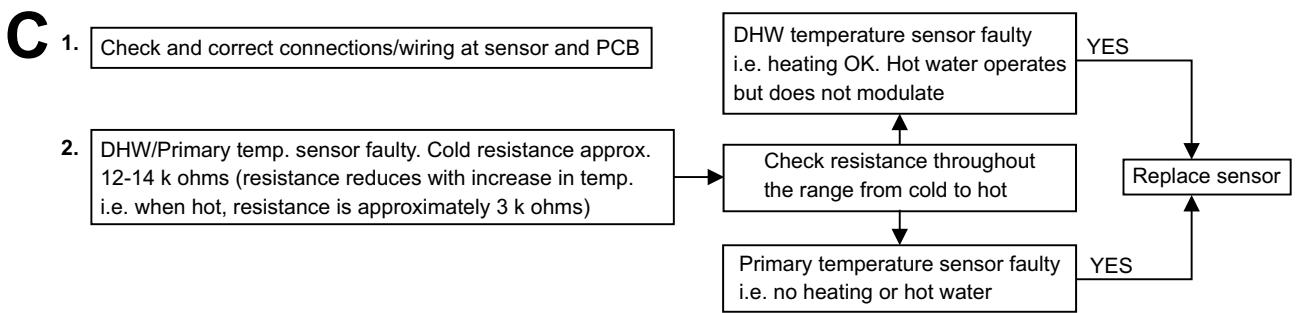 C
1. Check and correct connections/wiring at sensor and PCB
2. DHW/Primary temp. sensor faulty. Cold resistance approx.
12-14 k ohms (resistance reduces with increase in temp.
i.e. when hot, resistance is approximately 3 k ohms)
DHW temperature sensor faulty
i.e. heating OK. Hot water operates
but does not modulate
YES
Check resistance throughout
the range from cold to hot
Primary temperature sensor faulty
i.e. no heating or hot water
YES
Replace sensor